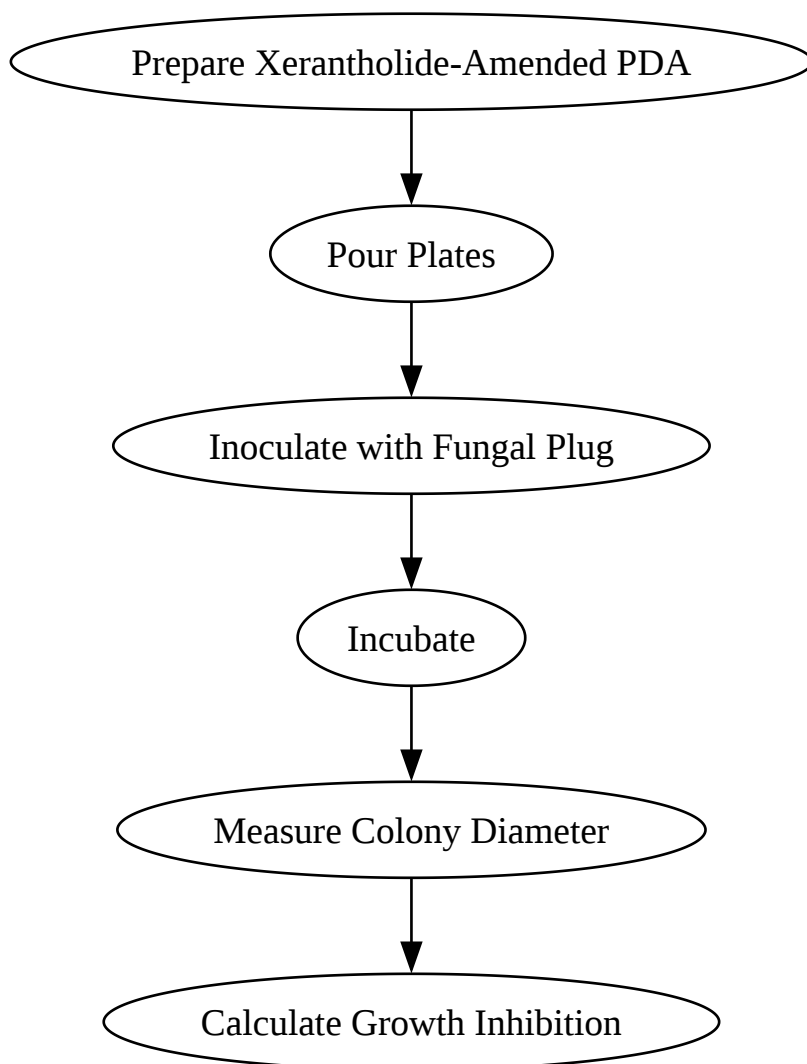 Prepare Xerantholide-Amended PDA
Pour Plates
Inoculate with Fungal Plug
Incubate
Measure Colony Diameter
Calculate Growth Inhibition